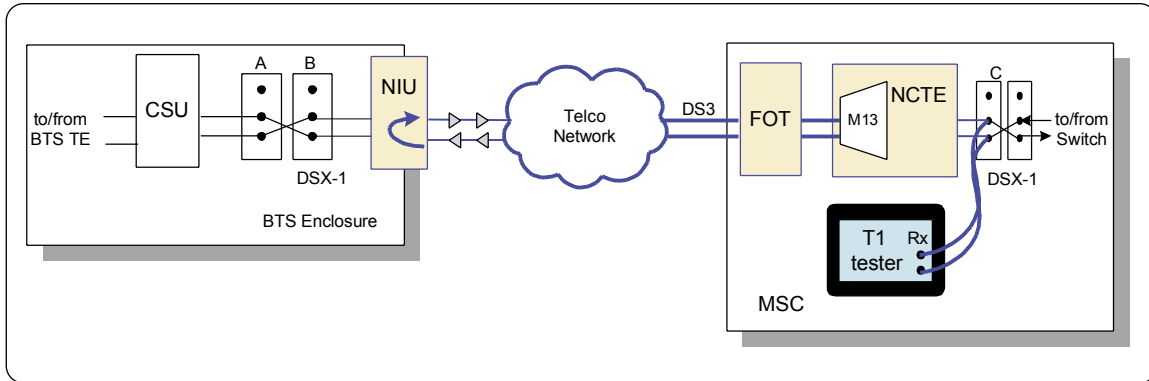 A
B
CSU
NIU
to/from
BTS TE
DSX-1
BTS Enclosure
Telco
Network
DS3
FOT
NCTE
M13
C
to/from
Switch
DSX-1
T1
Rx
tester
MSC